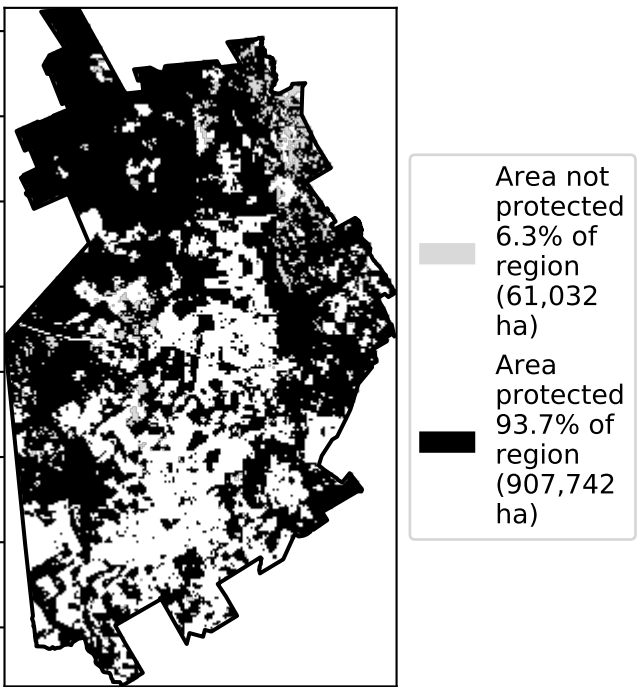 Area not
protected
6.3% of
region
(61,032
ha)
Area
protected
93.7% of
region
(907,742
ha)